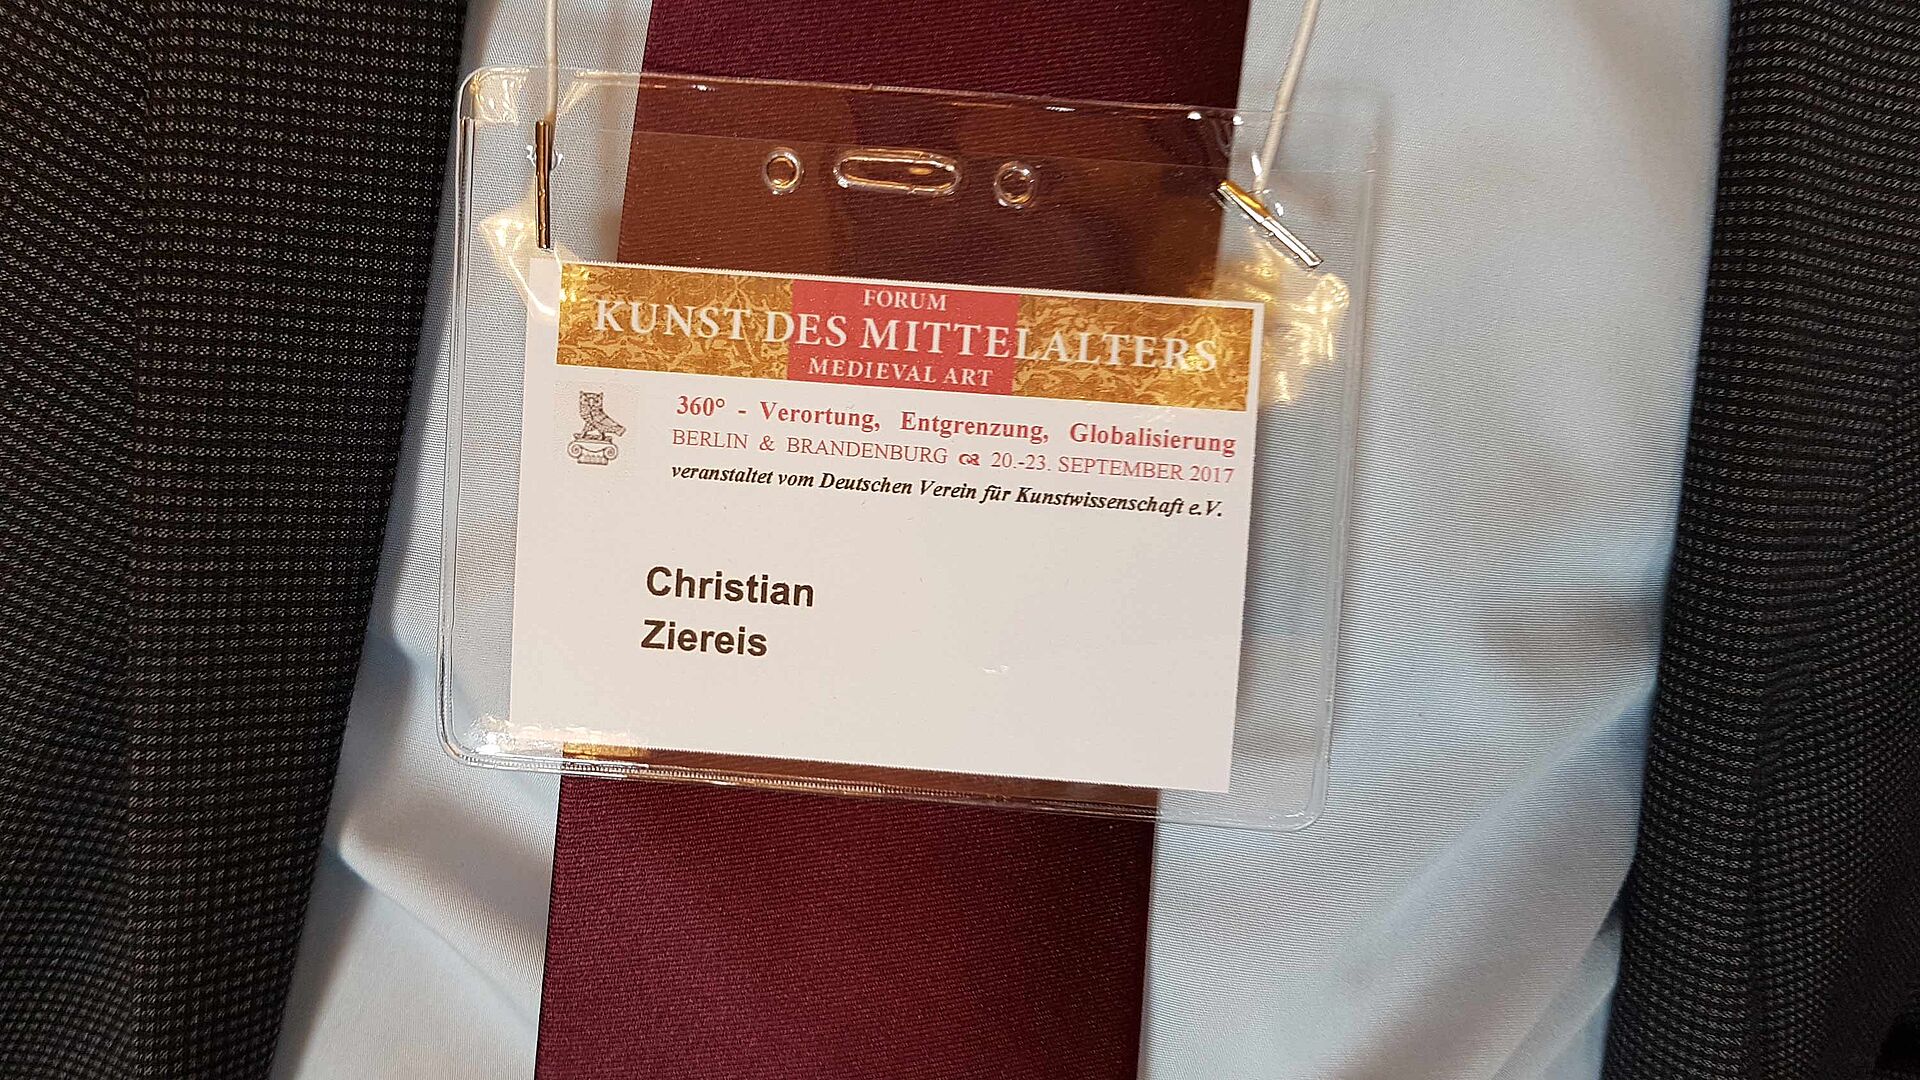 FORUM
KUNST DES MITTELALTERS
MEDIEVAL ART
360° - Verortung, Entgrenzung, Globalisierung
BERLIN & BRANDENBURG ☙ 20.-23. SEPTEMBER 2017
veranstaltet vom Deutschen Verein für Kunstwissenschaft e.V.
Christian
Ziereis